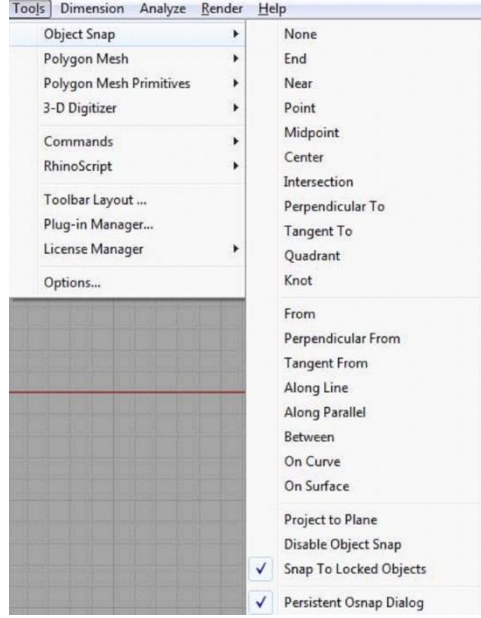 Tools Dimension Analyze Render Help
Object Snap
Polygon Mesh
Polygon Mesh Primitives
3-D Digitizer
Commands
RhinoScript
Toolbar Layout ...
Plug-in Manager...
License Manager
Options...
None
End
Near
Point
Midpoint
Center
Intersection
Perpendicular To
Tangent To
Quadrant
Knot
From
Perpendicular From
Tangent From
Along Line
Along Parallel
Between
On Curve
On Surface
Project to Plane
Disable Object Snap
Snap To Locked Objects
Persistent Osnap Dialog